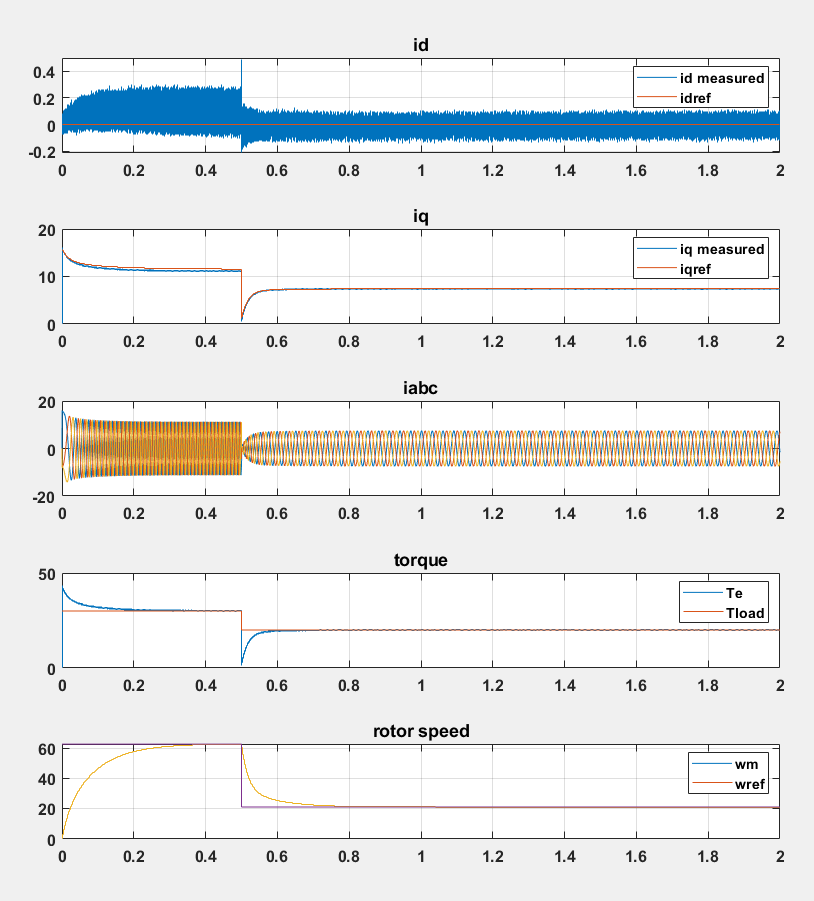 id
0.4
0.2
0
-0.2
id measured
idref
0 0.2 0.4 0.6 0.8 1 1.2 1.4 1.6 1.8 2
iq
20
10
0
iq measured
iqref
0 0.2 0.4 0.6 0.8 1 1.2 1.4 1.6 1.8 2
iabc
20
0
-20
0 0.2 0.4 0.6 0.8 1 1.2 1.4 1.6 1.8 2
torque
50
0
Te
Tload
0 0.2 0.4 0.6 0.8 1 1.2 1.4 1.6 1.8 2
rotor speed
60
40
20
0
wm
wref
0 0.2 0.4 0.6 0.8 1 1.2 1.4 1.6 1.8 2